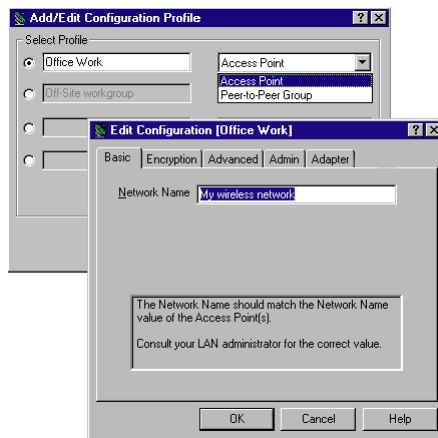 Add/Edit Configuration Profile
Select Profile
Office Work
Access Point
Access Point
Peer-to-Peer Group
Off-Site workgroup
Edit Configuration [Office Work]
Basic Encryption Advanced Admin Adapter
Network Name My wireless network
The Network Name should match the Network Name
value of the Access Point(s).
Consult your LAN administrator for the correct value.
OK Cancel Help